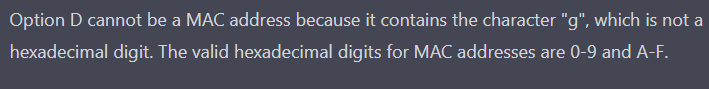 Option D cannot be a MAC address because it contains the character "g", which is not a
hexadecimal digit. The valid hexadecimal digits for MAC addresses are 0-9 and A-F.